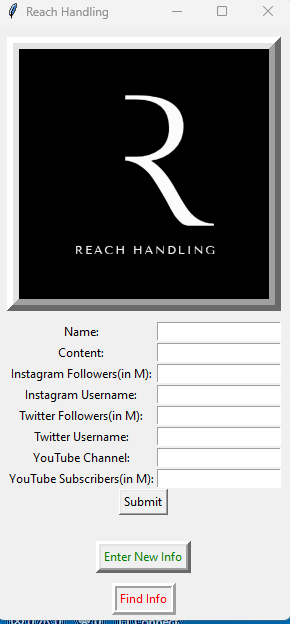 Reach Handling
R
REACH HANDLING
Name:
Content:
Instagram Followers(in M):
Instagram Username:
Twitter Followers(in M):
Twitter Username:
YouTube Channel:
YouTube Subscribers(in M):
Submit
Enter New Info
Find Info